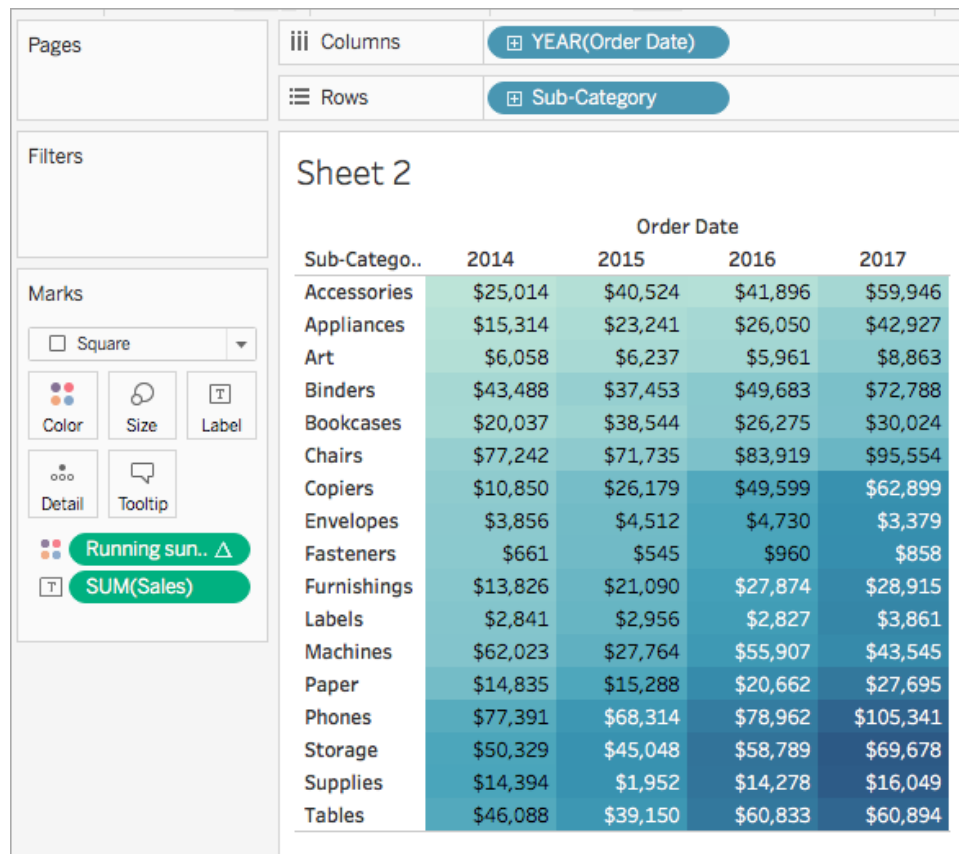 Pages
Columns
YEAR(Order Date)
Rows
Sub-Category
Filters
Marks
Square
Color Size Label
Detail Tooltip
Running sun.. △
SUM(Sales)
Sheet 2
Order Date
Sub-Catego.. 2014 2015 2016 2017
Accessories $25,014 $40,524 $41,896 $59,946
Appliances $15,314 $23,241 $26,050 $42,927
Art $6,058 $6,237 $5,961 $8,863
Binders $43,488 $37,453 $49,683 $72,788
Bookcases $20,037 $38,544 $26,275 $30,024
Chairs $77,242 $71,735 $83,919 $95,554
Copiers $10,850 $26,179 $49,599 $62,899
Envelopes $3,856 $4,512 $4,730 $3,379
Fasteners $661 $545 $960 $858
Furnishings $13,826 $21,090 $27,874 $28,915
Labels $2,841 $2,956 $2,827 $3,861
Machines $62,023 $27,764 $55,907 $43,545
Paper $14,835 $15,288 $20,662 $27,695
Phones $77,391 $68,314 $78,962 $105,341
Storage $50,329 $45,048 $58,789 $69,678
Supplies $14,394 $1,952 $14,278 $16,049
Tables $46,088 $39,150 $60,833 $60,894